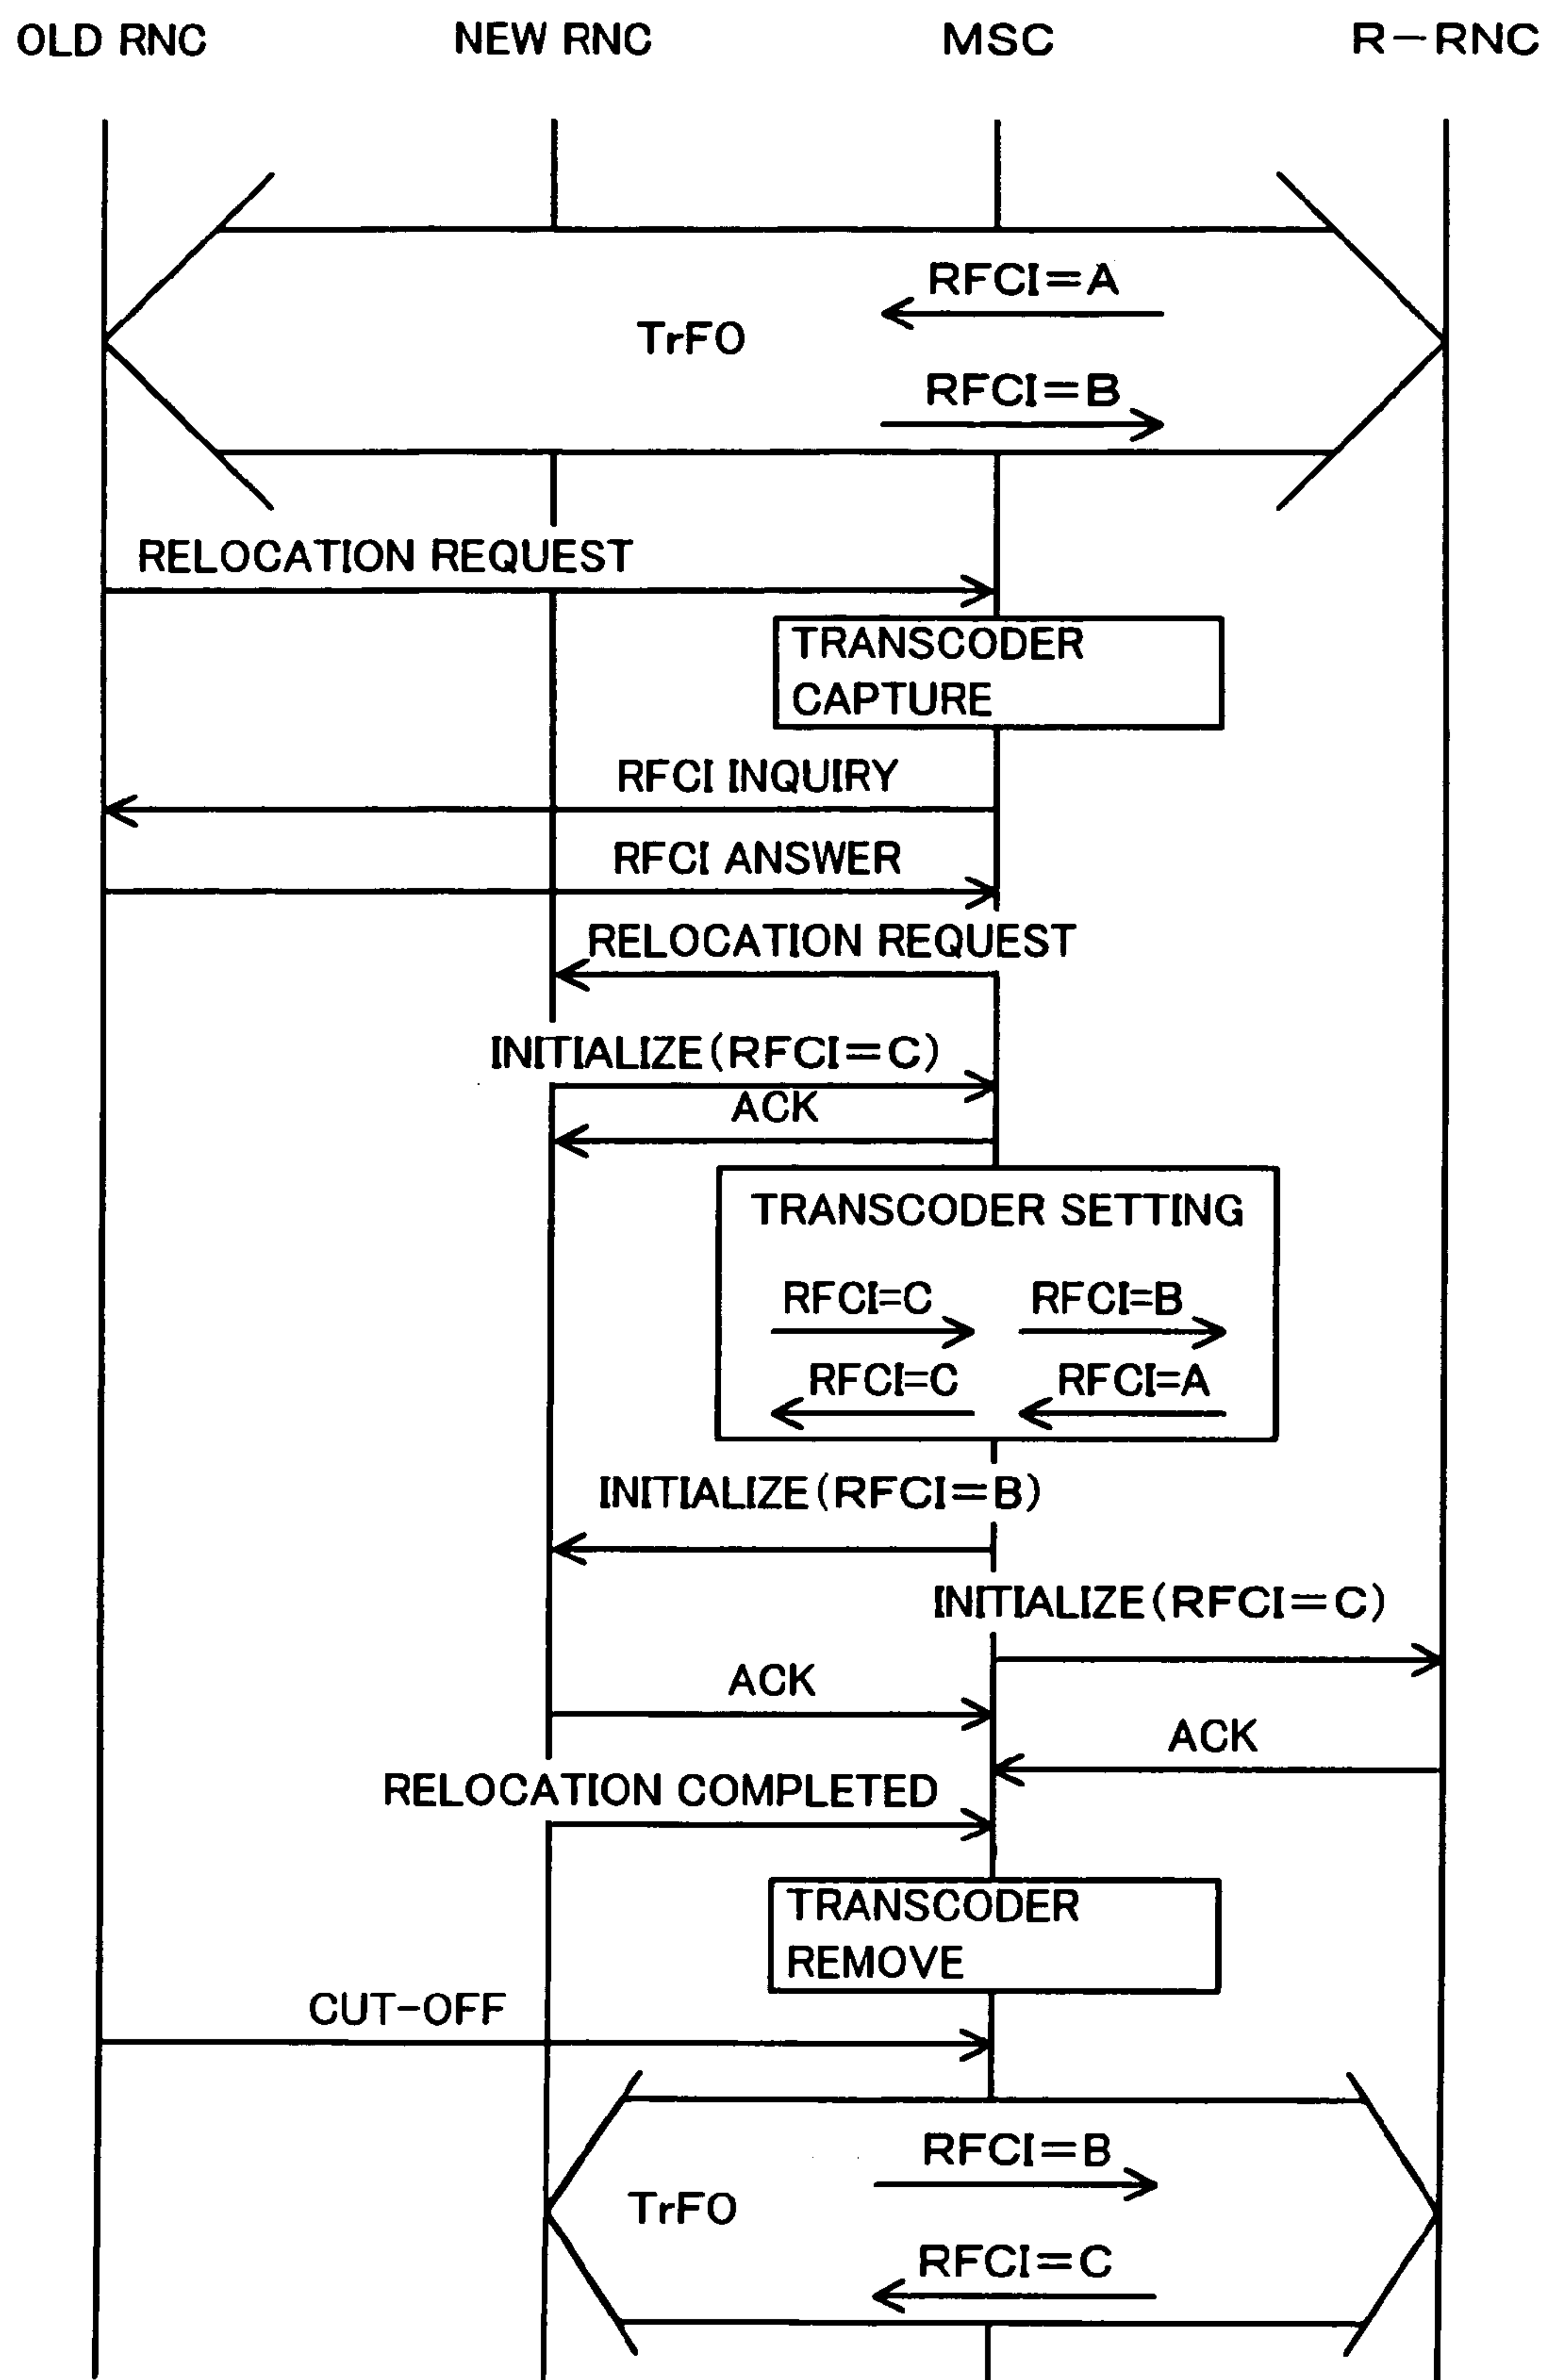 OLD RNC NEW RNC MSC R-RNC
RFCI=A
TrFO
RFCI=B
RELOCATION REQUEST
TRANSCODER
CAPTURE
RFCI INQUIRY
RFCI ANSWER
RELOCATION REQUEST
INITIALIZE(RFCI=C)
ACK
TRANSCODER SETTING
RFCI=C RFCI=B
RFCI=C RFCI=A
INITIALIZE(RFCI=B)
INITIALIZE(RFCI=C)
ACK
ACK
RELOCATION COMPLETED
TRANSCODER
REMOVE
CUT-OFF
RFCI=B
TrFO
RFCI=C